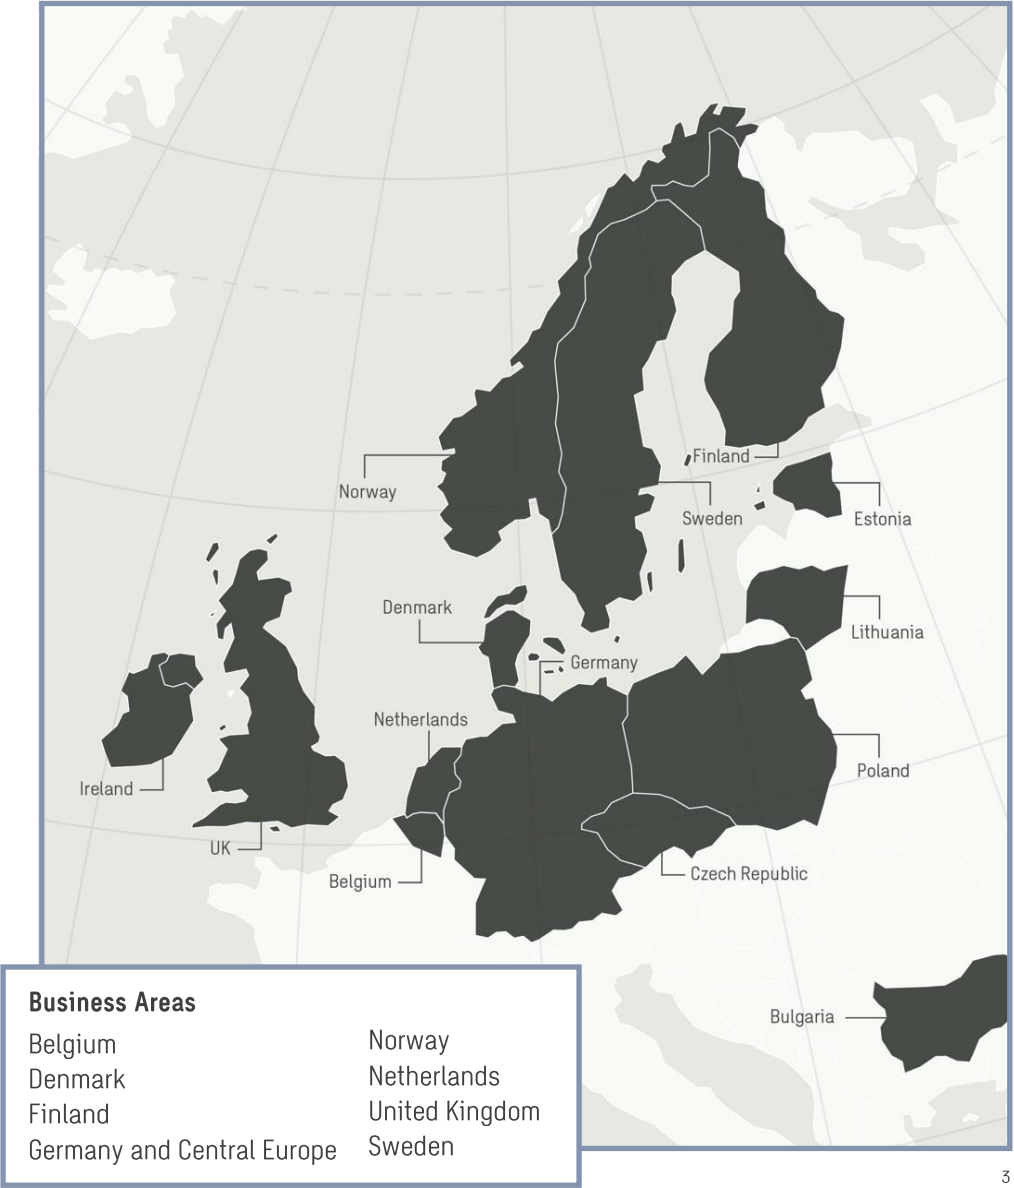 Norway
Finland
Sweden
Estonia
Denmark
Lithuania
Germany
Netherlands
Poland
Ireland
UK
Belgium
Czech Republic
Bulgaria
Business Areas
Belgium
Denmark
Finland
Germany and Central Europe
Norway
Netherlands
United Kingdom
Sweden
3